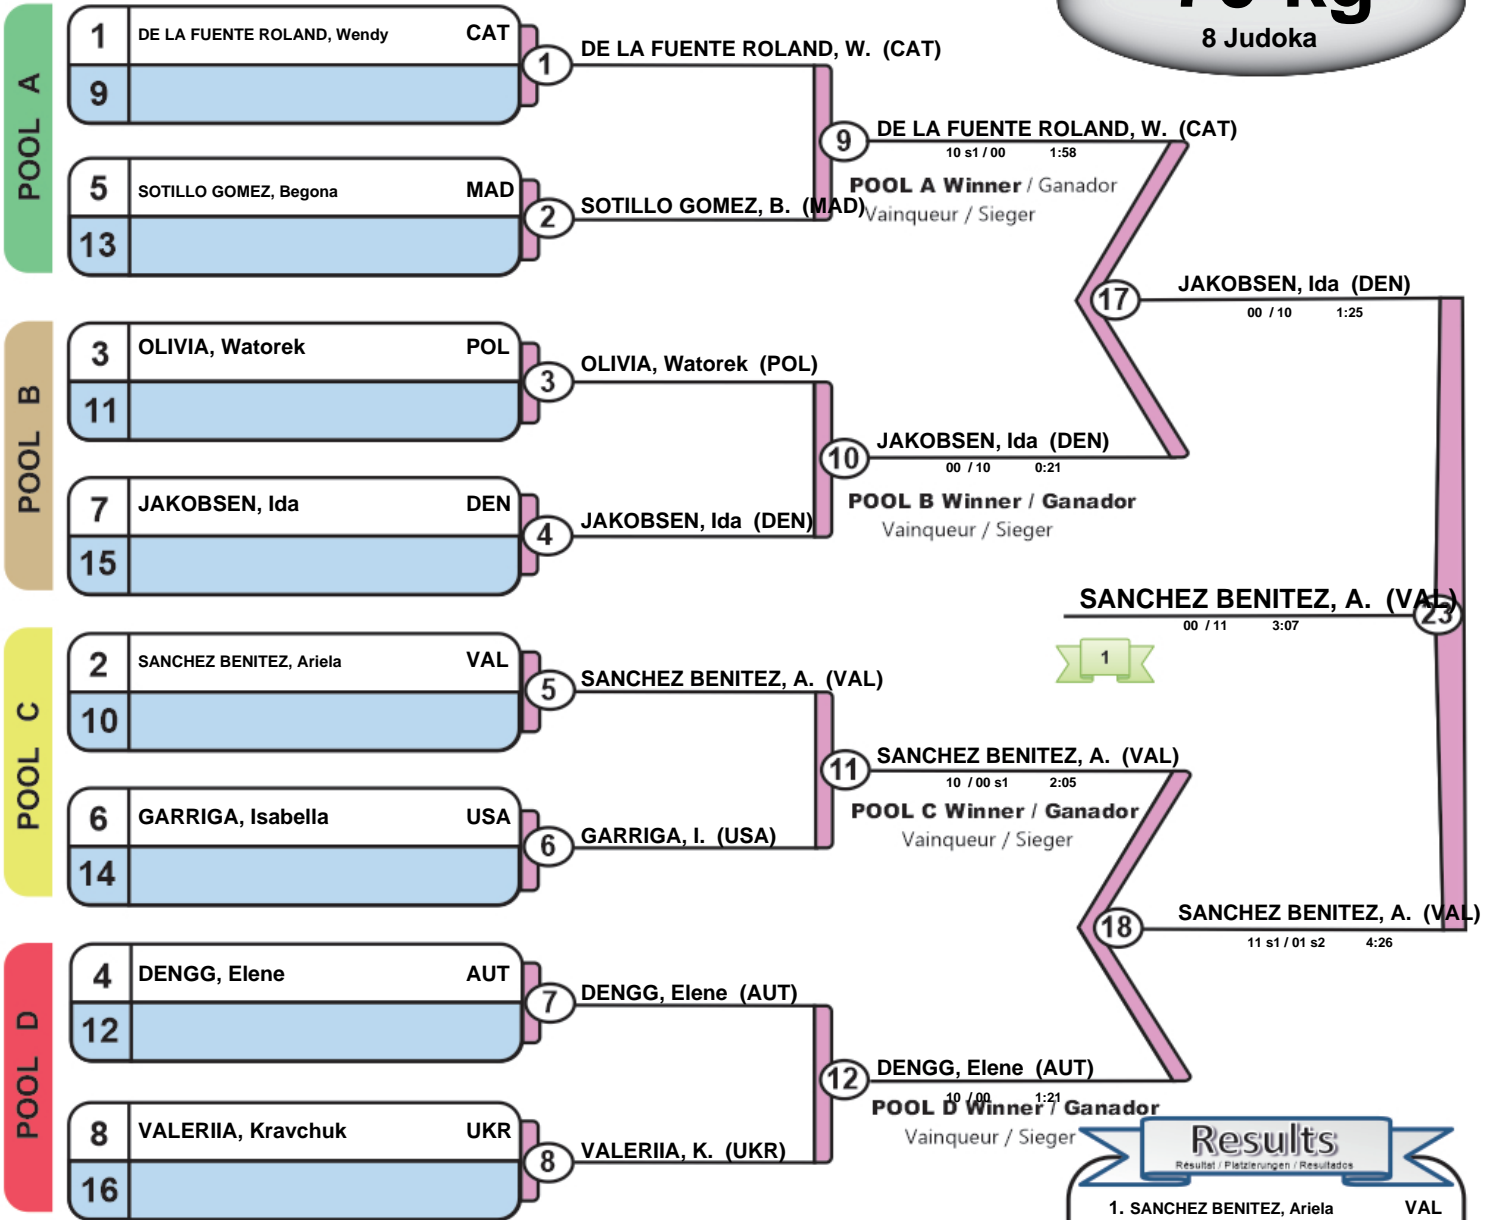 8 Judoka
POOL A
1 DE LA FUENTE ROLAND, Wendy CAT
9
1 DE LA FUENTE ROLAND, W. (CAT)
5 SOTILLO GOMEZ, Begona MAD
13
2 SOTILLO GOMEZ, B. (MAD)
9 DE LA FUENTE ROLAND, W. (CAT)
10 s1 / 00 1:58
POOL A Winner / Ganador
Vainqueur / Sieger
POOL B
3 OLIVIA, Watorek POL
11
3 OLIVIA, Watorek (POL)
7 JAKOBSEN, Ida DEN
15
4 JAKOBSEN, Ida (DEN)
10 JAKOBSEN, Ida (DEN)
00 / 10 0:21
POOL B Winner / Ganador
Vainqueur / Sieger
17 JAKOBSEN, Ida (DEN)
00 / 10 1:25
POOL C
2 SANCHEZ BENITEZ, Ariela VAL
10
5 SANCHEZ BENITEZ, A. (VAL)
6 GARRIGA, Isabella USA
14
6 GARRIGA, I. (USA)
11 SANCHEZ BENITEZ, A. (VAL)
10 / 00 s1 2:05
POOL C Winner / Ganador
Vainqueur / Sieger
SANCHEZ BENITEZ, A. (VAL) 23
00 / 11 3:07
1
POOL D
4 DENGG, Elene AUT
12
7 DENGG, Elene (AUT)
8 VALERIIA, Kravchuk UKR
16
8 VALERIIA, K. (UKR)
12 DENGG, Elene (AUT)
10 / 00 1:21
POOL D Winner / Ganador
Vainqueur / Sieger
18 SANCHEZ BENITEZ, A. (VAL)
11 s1 / 01 s2 4:26
Results
Résultat / Platzierungen / Resultados
1. SANCHEZ BENITEZ, Ariela VAL